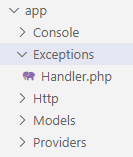 app
Console
Exceptions
Handler.php
Http
Models
Providers